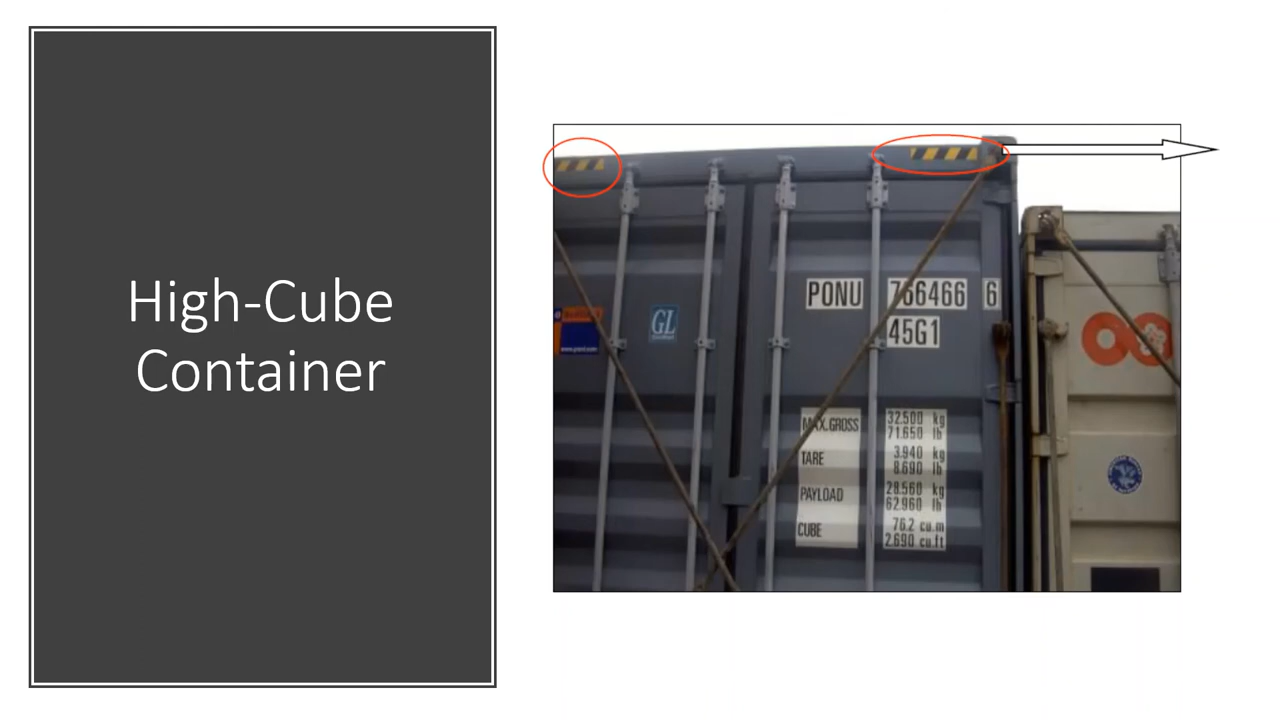 High-Cube
Container
PONU 766466 6
45G1
GL
MAX.GROSS 32.500 kg
71.650 lb
TARE 3.940 kg
8.690 lb
PAYLOAD 28.560 kg
62.960 lb
CUBE 76.2 cu.m
2.690 cu.ft